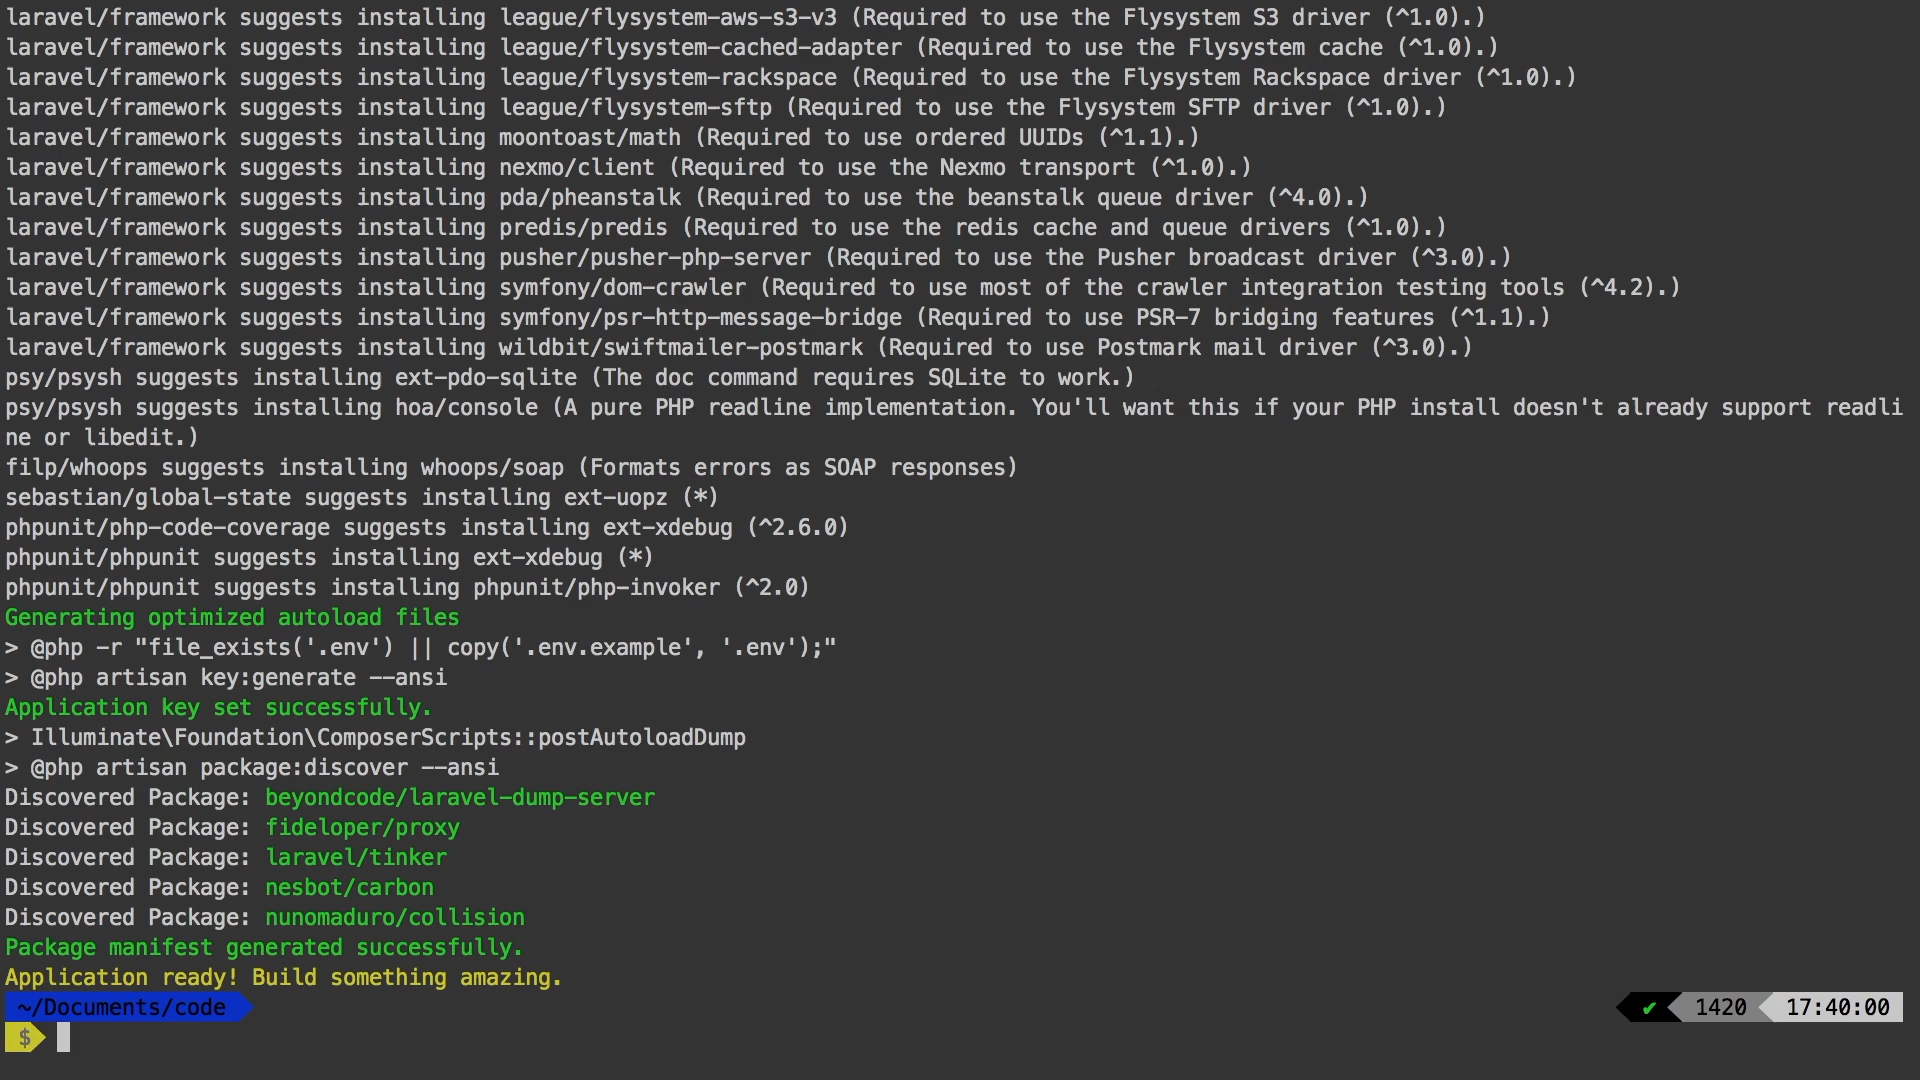 laravel/framework suggests installing league/flysystem-aws-s3-v3 (Required to use the Flysystem S3 driver (^1.0).)
laravel/framework suggests installing league/flysystem-cached-adapter (Required to use the Flysystem cache (^1.0).)
laravel/framework suggests installing league/flysystem-rackspace (Required to use the Flysystem Rackspace driver (^1.0).)
laravel/framework suggests installing league/flysystem-sftp (Required to use the Flysystem SFTP driver (^1.0).)
laravel/framework suggests installing moontoast/math (Required to use ordered UUIDs (^1.1).)
laravel/framework suggests installing nexmo/client (Required to use the Nexmo transport (^1.0).)
laravel/framework suggests installing pda/pheanstalk (Required to use the beanstalk queue driver (^4.0).)
laravel/framework suggests installing predis/predis (Required to use the redis cache and queue drivers (^1.0).)
laravel/framework suggests installing pusher/pusher-php-server (Required to use the Pusher broadcast driver (^3.0).)
laravel/framework suggests installing symfony/dom-crawler (Required to use most of the crawler integration testing tools (^4.2).)
laravel/framework suggests installing symfony/psr-http-message-bridge (Required to use PSR-7 bridging features (^1.1).)
laravel/framework suggests installing wildbit/swiftmailer-postmark (Required to use Postmark mail driver (^3.0).)
psy/psysh suggests installing ext-pdo-sqlite (The doc command requires SQLite to work.)
psy/psysh suggests installing hoa/console (A pure PHP readline implementation. You'll want this if your PHP install doesn't already support readli
ne or libedit.)
filp/whoops suggests installing whoops/soap (Formats errors as SOAP responses)
sebastian/global-state suggests installing ext-uopz (*)
phpunit/php-code-coverage suggests installing ext-xdebug (^2.6.0)
phpunit/phpunit suggests installing ext-xdebug (*)
phpunit/phpunit suggests installing phpunit/php-invoker (^2.0)
Generating optimized autoload files
> @php -r "file_exists('.env') || copy('.env.example', '.env');"
> @php artisan key:generate --ansi
Application key set successfully.
> Illuminate\Foundation\ComposerScripts::postAutoloadDump
> @php artisan package:discover --ansi
Discovered Package: beyondcode/laravel-dump-server
Discovered Package: fideloper/proxy
Discovered Package: laravel/tinker
Discovered Package: nesbot/carbon
Discovered Package: nunomaduro/collision
Package manifest generated successfully.
Application ready! Build something amazing.
~/Documents/code ✔ 1420 17:40:00
$